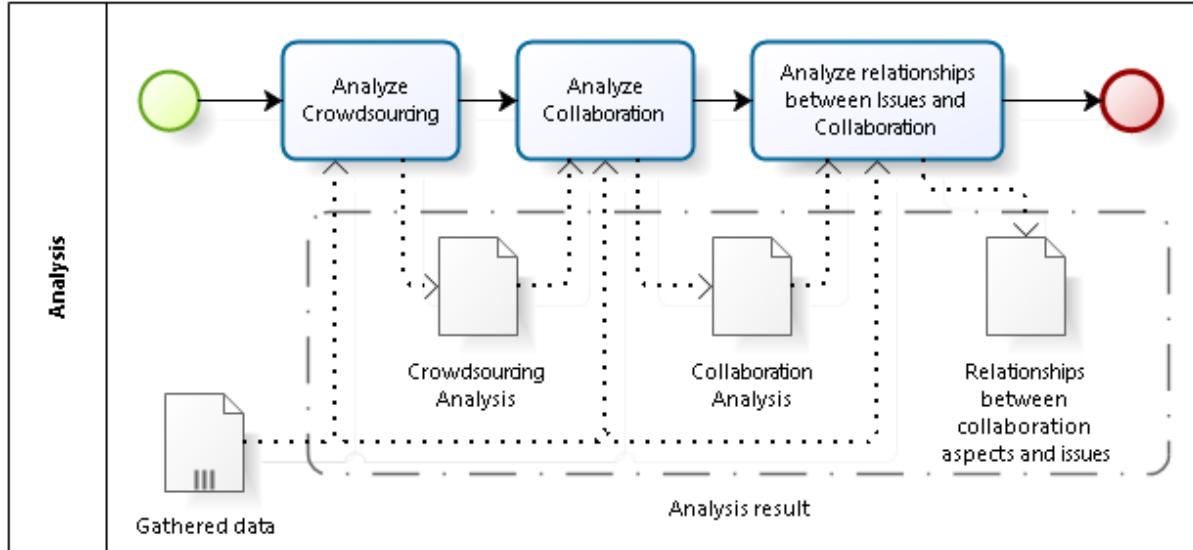 Analysis
Analyze
Crowdsourcing
Analyze
Collaboration
Analyze relationships
between Issues and
Collaboration
Crowdsourcing
Analysis
Collaboration
Analysis
Relationships
between
collaboration
aspects and issues
Gathered data
Analysis result